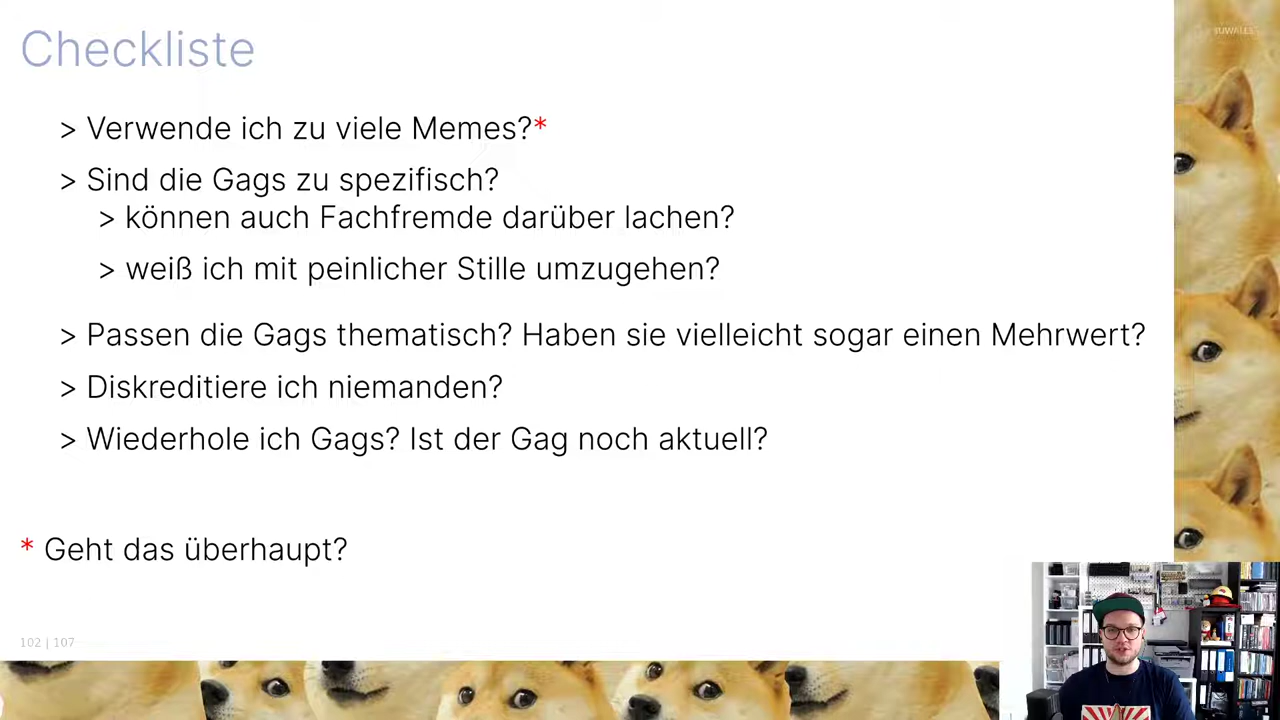 Checkliste
> Verwende ich zu viele Memes?*
> Sind die Gags zu spezifisch?
> können auch Fachfremde darüber lachen?
> weiß ich mit peinlicher Stille umzugehen?
> Passen die Gags thematisch? Haben sie vielleicht sogar einen Mehrwert?
> Diskreditiere ich niemanden?
> Wiederhole ich Gags? Ist der Gag noch aktuell?
* Geht das überhaupt?
102 | 107